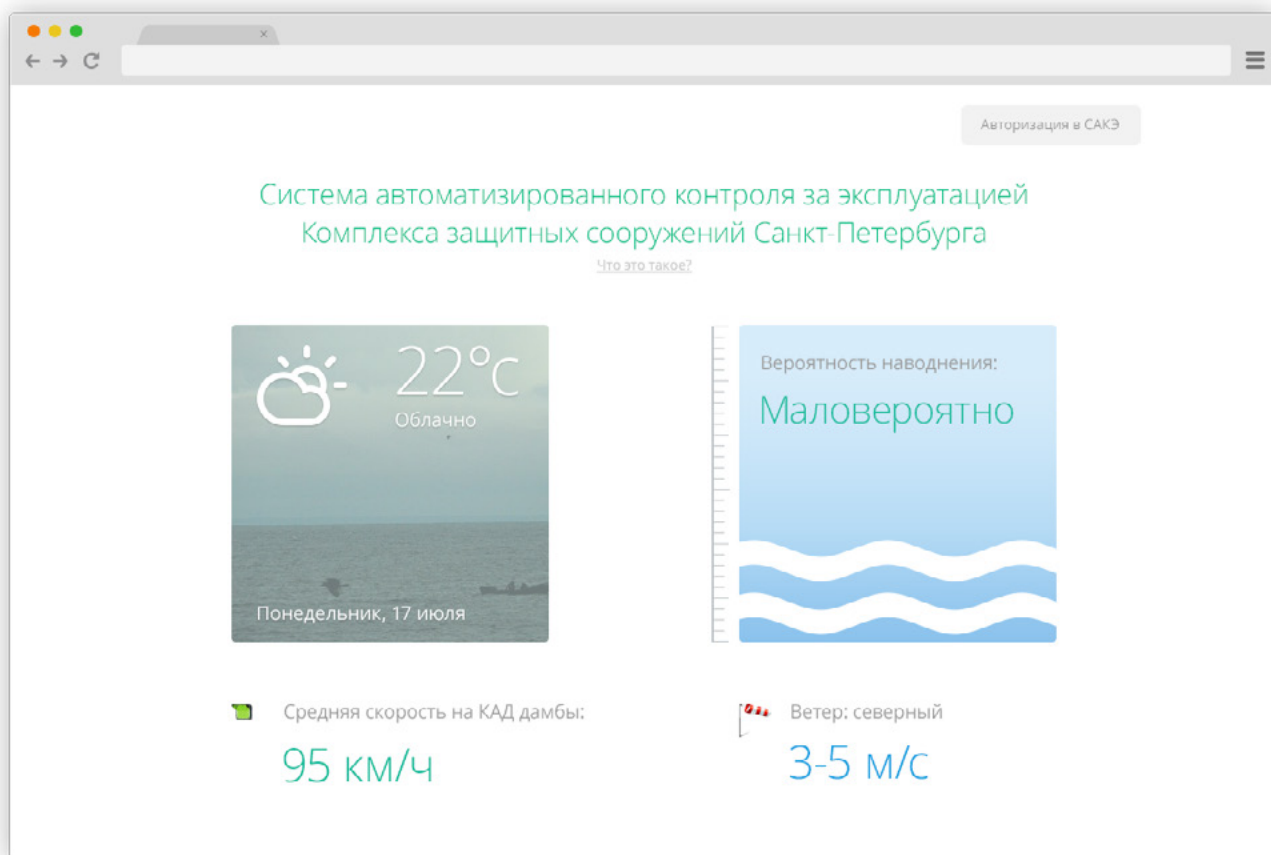 Авторизация в САКЭ
Система автоматизированного контроля за эксплуатацией
Комплекса защитных сооружений Санкт-Петербурга
Что это такое?
22°C
Облачно
Понедельник, 17 июля
Вероятность наводнения:
Маловероятно
Средняя скорость на КАД дамбы:
95 км/ч
Ветер: северный
3-5 м/с